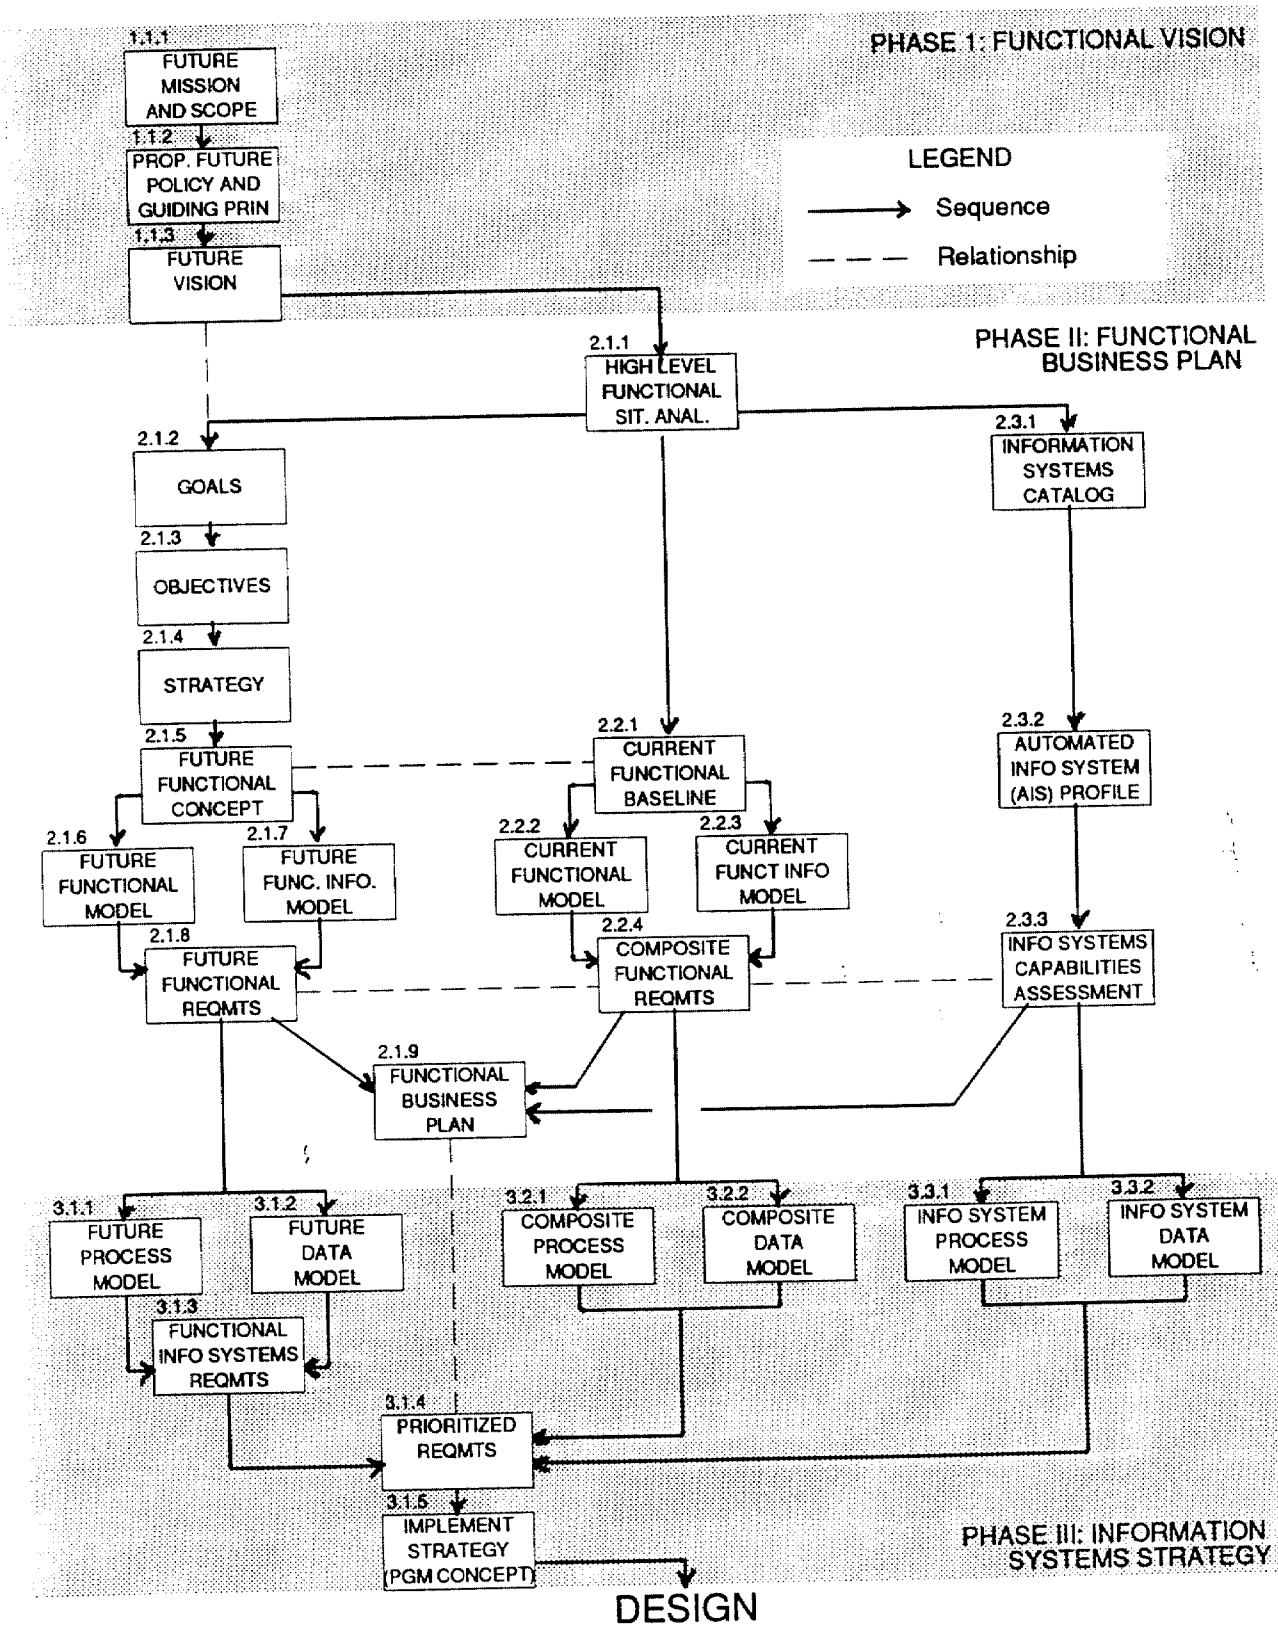 PHASE 1: FUNCTIONAL VISION
1.1.1
FUTURE
MISSION
AND SCOPE
1.1.2
PROP. FUTURE
POLICY AND
GUIDING PRIN
1.1.3
FUTURE
VISION
LEGEND
Sequence
Relationship
PHASE II: FUNCTIONAL
BUSINESS PLAN
2.1.1
HIGH LEVEL
FUNCTIONAL
SIT. ANAL.
2.1.2
GOALS
2.1.3
OBJECTIVES
2.1.4
STRATEGY
2.1.5
FUTURE
FUNCTIONAL
CONCEPT
2.1.6
FUTURE
FUNCTIONAL
MODEL
2.1.7
FUTURE
FUNC. INFO.
MODEL
2.1.8
FUTURE
FUNCTIONAL
REQMTS
2.2.1
CURRENT
FUNCTIONAL
BASELINE
2.2.2
CURRENT
FUNCTIONAL
MODEL
2.2.3
CURRENT
FUNCT INFO
MODEL
2.2.4
COMPOSITE
FUNCTIONAL
REQMTS
2.3.1
INFORMATION
SYSTEMS
CATALOG
2.3.2
AUTOMATED
INFO SYSTEM
(AIS) PROFILE
2.3.3
INFO SYSTEMS
CAPABILITIES
ASSESSMENT
2.1.9
FUNCTIONAL
BUSINESS
PLAN
3.1.1
FUTURE
PROCESS
MODEL
3.1.2
FUTURE
DATA
MODEL
3.1.3
FUNCTIONAL
INFO SYSTEMS
REQMTS
3.2.1
COMPOSITE
PROCESS
MODEL
3.2.2
COMPOSITE
DATA
MODEL
3.3.1
INFO SYSTEM
PROCESS
MODEL
3.3.2
INFO SYSTEM
DATA
MODEL
3.1.4
PRIORITIZED
REQMTS
3.1.5
IMPLEMENT
STRATEGY
(PGM CONCEPT)
PHASE III: INFORMATION
SYSTEMS STRATEGY
DESIGN